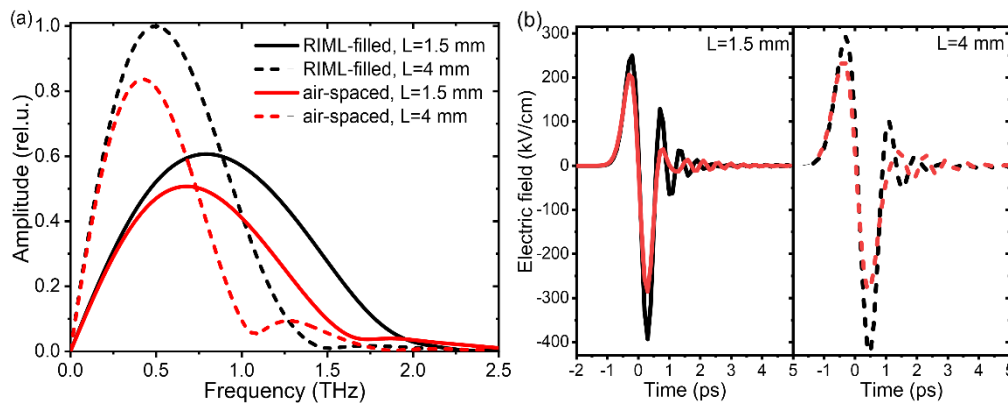 (a)
1.0
0.8
0.6
0.4
0.2
0.0
Amplitude (rel.u.)
RIML-filled, L=1.5 mm
RIML-filled, L=4 mm
air-spaced, L=1.5 mm
air-spaced, L=4 mm
0.0 0.5 1.0 1.5 2.0 2.5
Frequency (THz)
(b)
L=1.5 mm
L=4 mm
300
200
100
0
-100
-200
-300
-400
Electric field (kV/cm)
-2 -1 0 1 2 3 4 5 -2 -1 0 1 2 3 4 5
Time (ps) Time (ps)